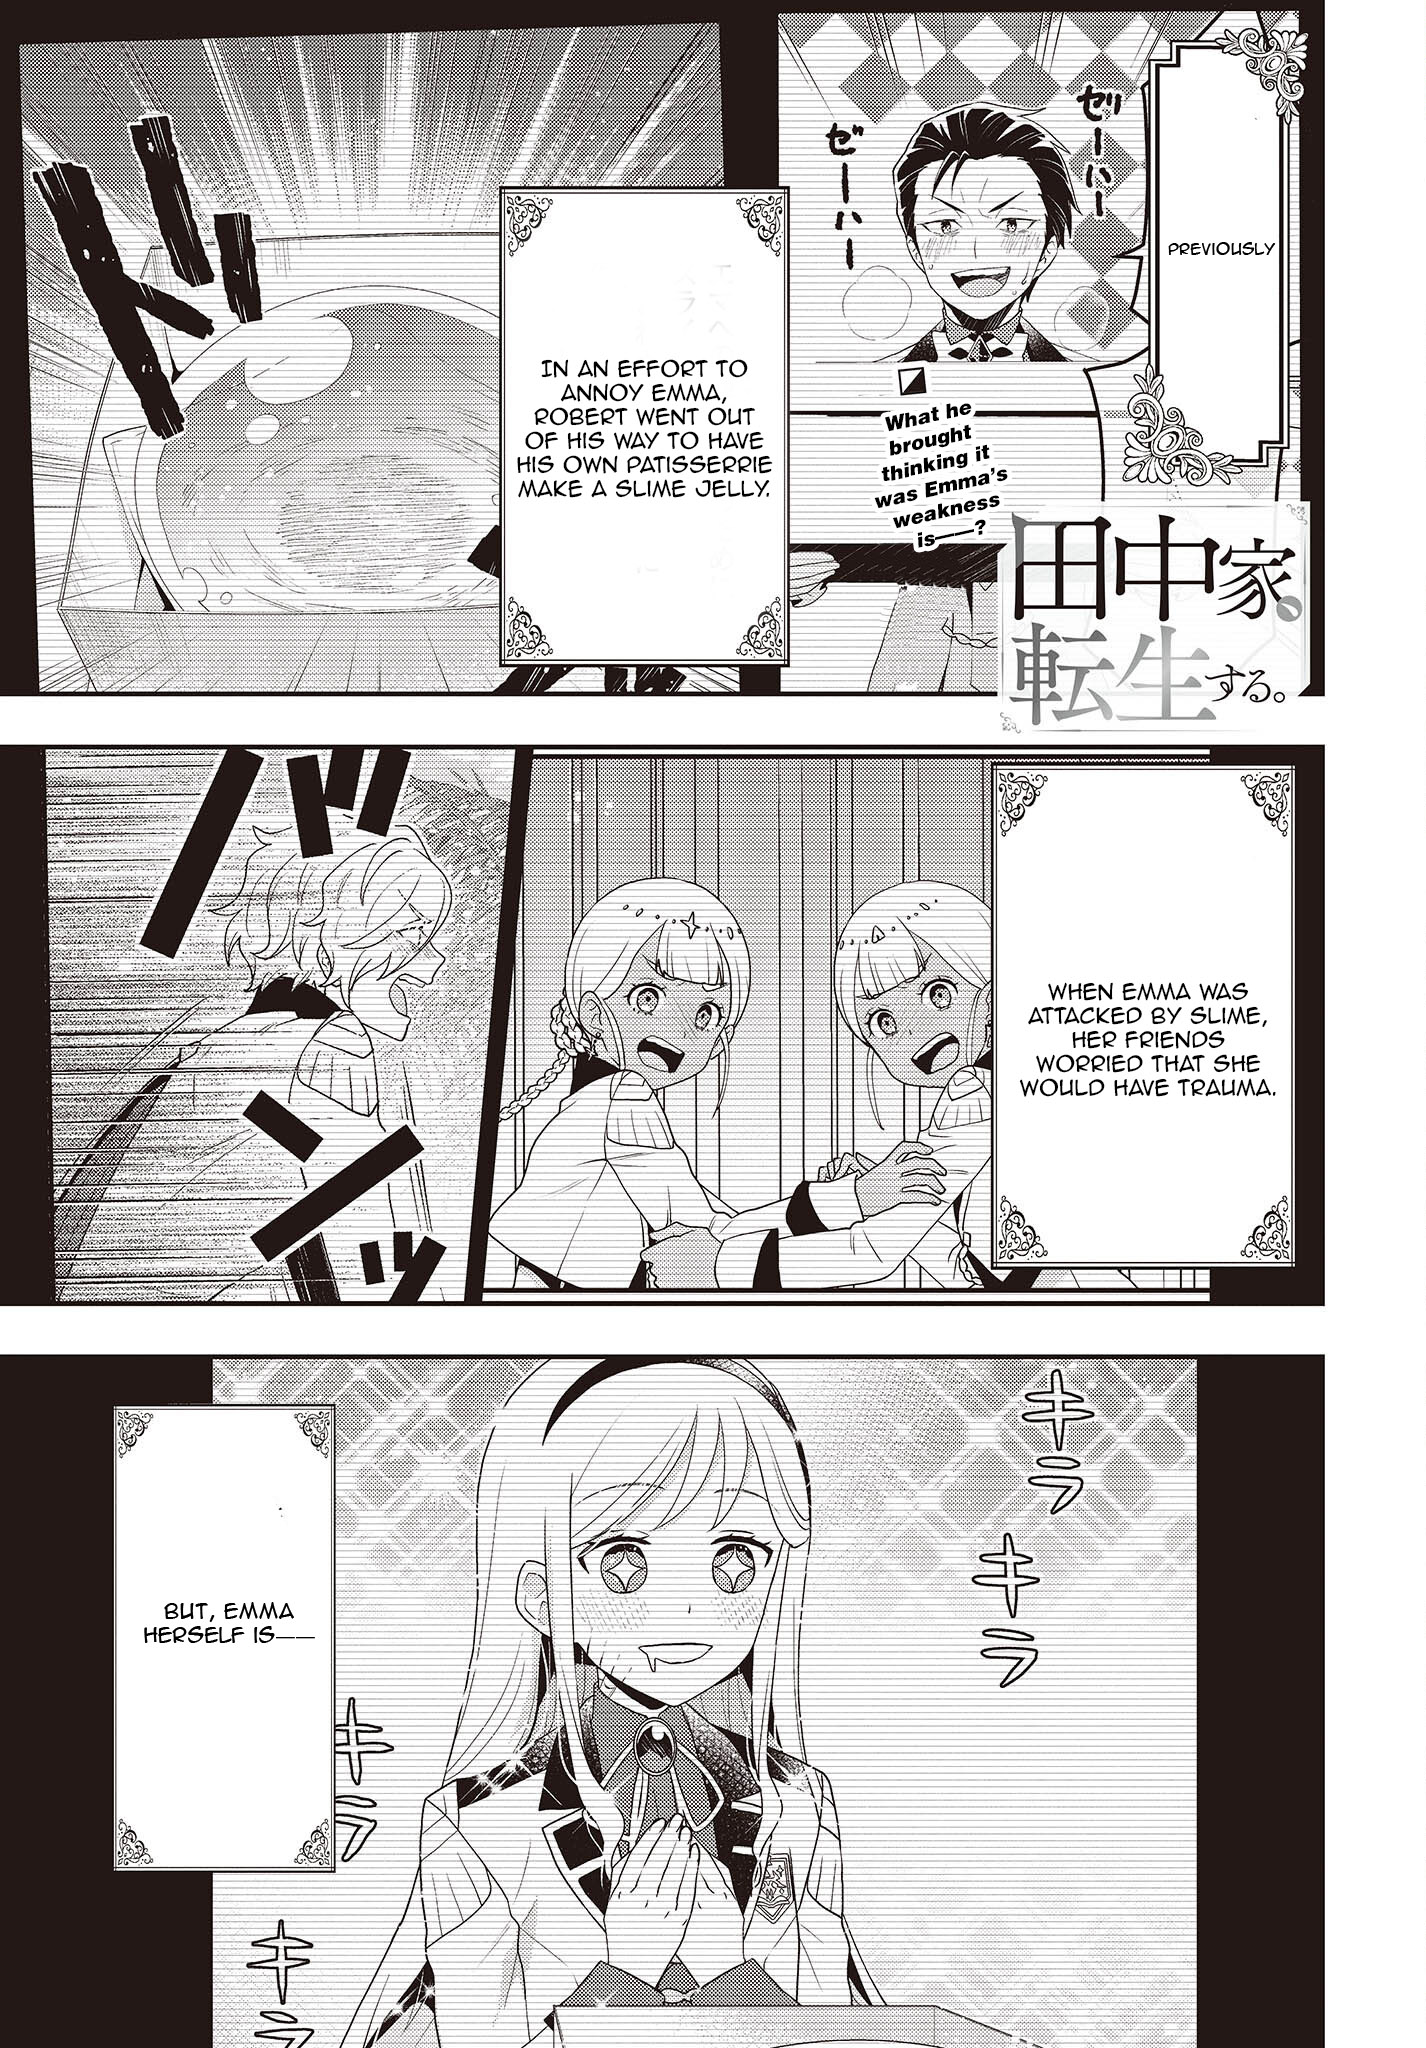 PREVIOUSLY
ゼーハー
ゼーハー
What he
brought
thinking it
was Emma's
weakness
is——?
田中家、
転生する。
IN AN EFFORT TO
ANNOY EMMA,
ROBERT WENT OUT
OF HIS WAY TO HAVE
HIS OWN PATISSERRIE
MAKE A SLIME JELLY.
ドドン
WHEN EMMA WAS
ATTACKED BY SLIME,
HER FRIENDS
WORRIED THAT SHE
WOULD HAVE TRAUMA.
バンッ
キラ
キラ
BUT, EMMA
HERSELF IS——
キラ
キラ